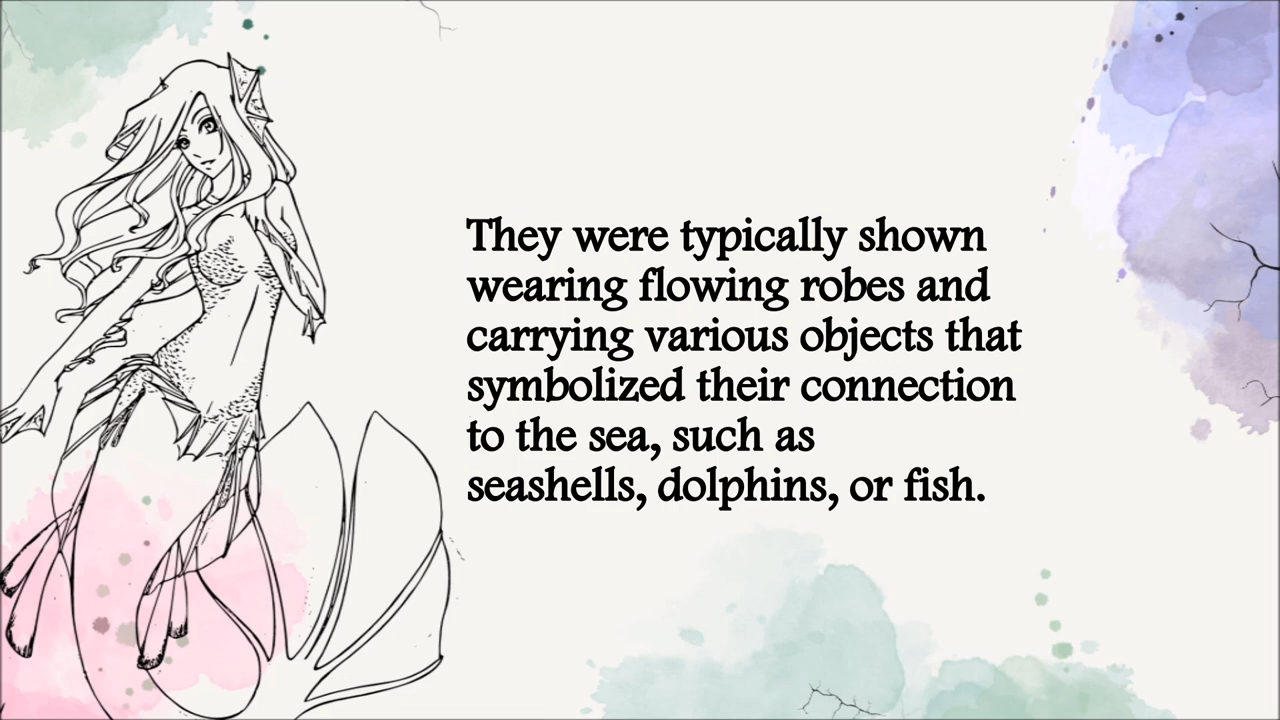 They were typically shown
wearing flowing robes and
carrying various objects that
symbolized their connection
to the sea, such as
seashells, dolphins, or fish.